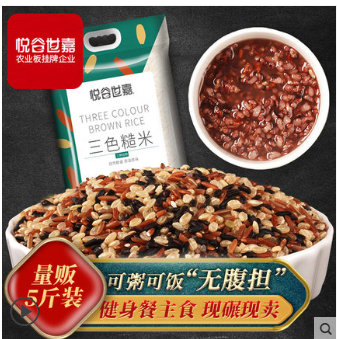 悦谷世嘉
农业板挂牌企业
悦谷世嘉
THREE COLOUR
BROWN RICE
三色糙米
量贩
5斤装
可粥可饭“无腹担”
健身餐主食 现碾现卖